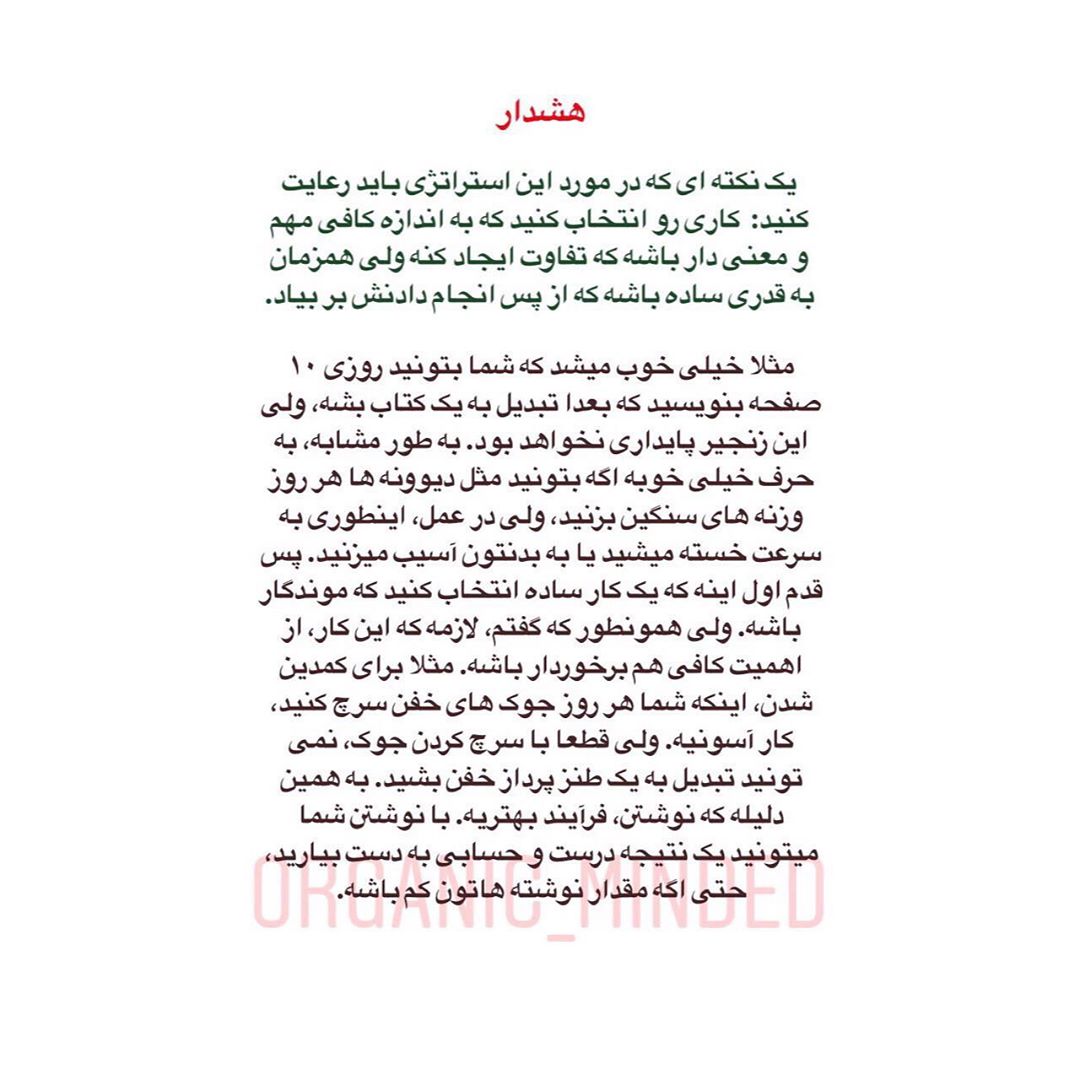 هشدار
یک نکته ای که در مورد این استراتژی باید رعایت
کنید: کاری رو انتخاب کنید که به اندازه کافی مهم
و معنی دار باشه که تفاوت ایجاد کنه ولی همزمان
به قدری ساده باشه که از پس انجام دادنش بر بیاد.
مثلا خیلی خوب میشد که شما بتونید روزی ۱۰
صفحه بنویسید که بعدا تبدیل به یک کتاب بشه، ولی
این زنجیر پایداری نخواهد بود. به طور مشابه، به
حرف خیلی خوبه اگه بتونید مثل دیوونه ها هر روز
وزنه های سنگین بزنید، ولی در عمل، اینطوری به
سرعت خسته میشید یا به بدنتون آسیب میزنید. پس
قدم اول اینه که یک کار ساده انتخاب کنید که موندگار
باشه. ولی همونطور که گفتم، لازمه که این کار، از
اهمیت کافی هم برخوردار باشه. مثلا برای کمدین
شدن، اینکه شما هر روز جوک های خفن سرچ کنید،
کار آسونیه. ولی قطعا با سرچ کردن جوک، نمی
تونید تبدیل به یک طنز پرداز خفن بشید. به همین
دلیله که نوشتن، فرآیند بهتریه. با نوشتن شما
میتونید یک نتیجه درست و حسابی به دست بیارید،
حتی اگه مقدار نوشته هاتون کم باشه.
ORGANIC_MINDED